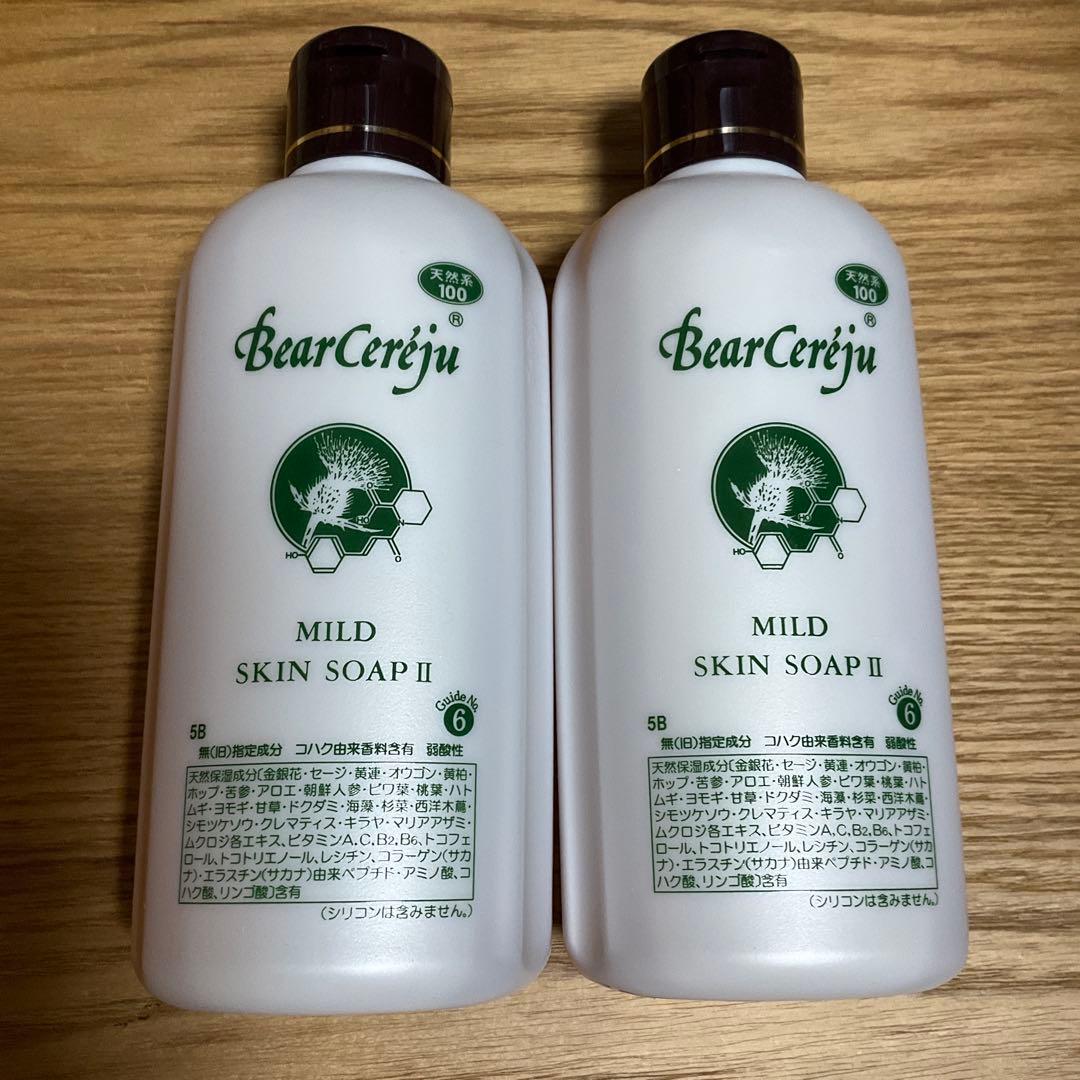 天然系
100
BearCeréju®
HO
HO
O
N
O
MILD
SKIN SOAP II
Guide No.
6
5B
無(旧)指定成分 コハク由来香料含有 弱酸性
天然保湿成分〔金銀花・セージ・黄連・オウゴン・黄柏・
ホップ・苦参・アロエ・朝鮮人参・ビワ葉・桃葉・ハト
ムギ・ヨモギ・甘草・ドクダミ・海藻・杉菜・西洋木蔦・
シモツケソウ・クレマティス・キラヤ・マリアアザミ・
ムクロジ各エキス、ビタミンA,C,B2,B6、トコフェ
ロール、トコトリエノール、レシチン、コラーゲン(サカ
ナ)・エラスチン(サカナ)由来ペプチド・アミノ酸、コ
ハク酸、リンゴ酸〕含有
(シリコンは含みません。)
天然系
100
BearCeréju®
HO
HO
O
N
O
MILD
SKIN SOAP II
Guide No.
6
5B
無(旧)指定成分 コハク由来香料含有 弱酸性
天然保湿成分〔金銀花・セージ・黄連・オウゴン・黄柏・
ホップ・苦参・アロエ・朝鮮人参・ビワ葉・桃葉・ハト
ムギ・ヨモギ・甘草・ドクダミ・海藻・杉菜・西洋木蔦・
シモツケソウ・クレマティス・キラヤ・マリアアザミ・
ムクロジ各エキス、ビタミンA,C,B2,B6、トコフェ
ロール、トコトリエノール、レシチン、コラーゲン(サカ
ナ)・エラスチン(サカナ)由来ペプチド・アミノ酸、コ
ハク酸、リンゴ酸〕含有
(シリコンは含みません。)